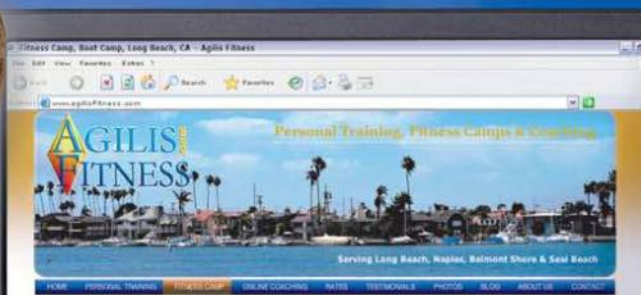 Fitness Camp, Boot Camp, Long Beach, CA - Agilis Fitness
File Edit View Favorites Extras ?
Search Favorites
www.agilisfitness.com
AGILIS
FITNESS
Personal Training, Fitness Camps & Coaching
Serving Long Beach, Naples, Belmont Shore & Seal Beach
HOME PERSONAL TRAINING FITNESS CAMP ONLINE COACHING RATES TESTIMONIALS PHOTOS BLOG ABOUT US CONTACT